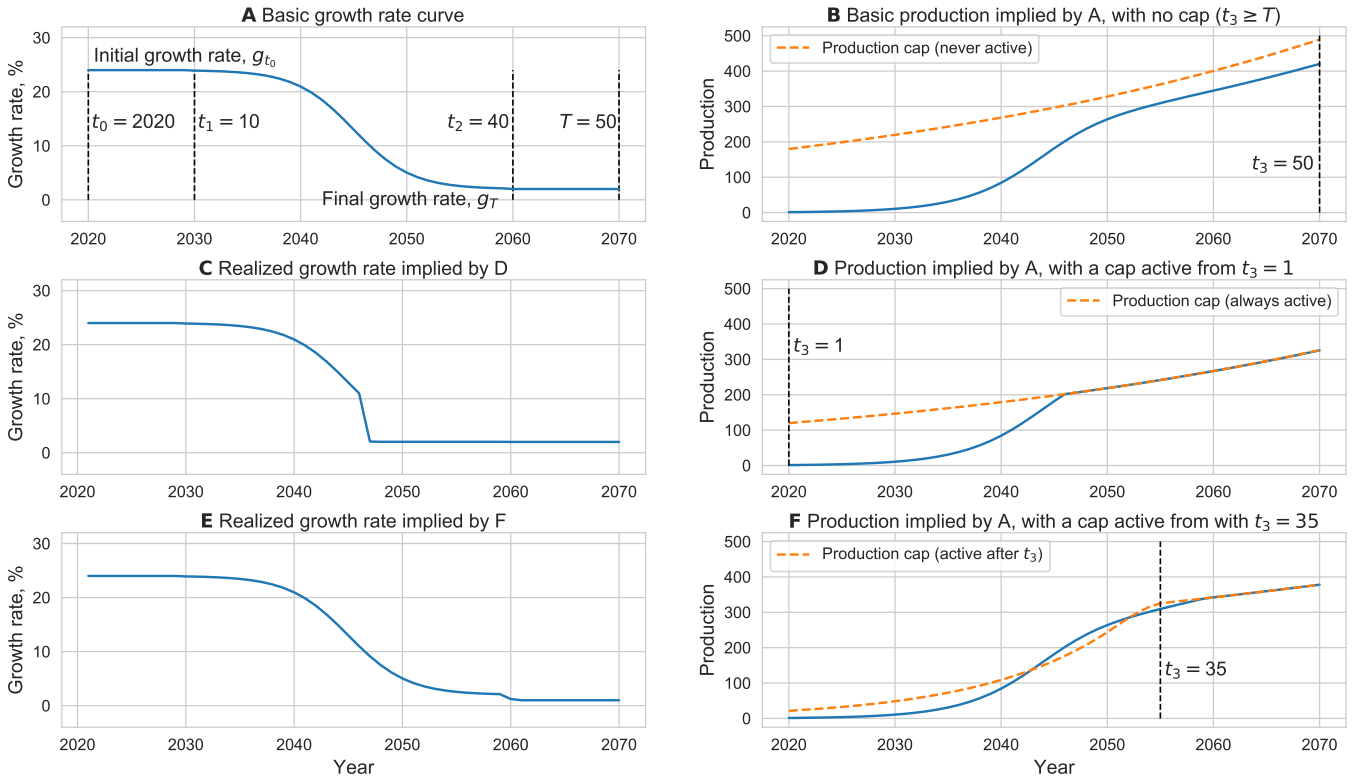 A Basic growth rate curve
Growth rate, %
30
20
10
0
Initial growth rate, g_{t_0}
t_0 = 2020
t_1 = 10
t_2 = 40
T = 50
Final growth rate, g_T
2020 2030 2040 2050 2060 2070
B Basic production implied by A, with no cap (t_3 ≥ T)
Production
500
400
300
200
100
0
Production cap (never active)
t_3 = 50
2020 2030 2040 2050 2060 2070
C Realized growth rate implied by D
Growth rate, %
30
20
10
0
2020 2030 2040 2050 2060 2070
D Production implied by A, with a cap active from t_3 = 1
Production
500
400
300
200
100
0
Production cap (always active)
t_3 = 1
2020 2030 2040 2050 2060 2070
E Realized growth rate implied by F
Growth rate, %
30
20
10
0
2020 2030 2040 2050 2060 2070
Year
F Production implied by A, with a cap active from with t_3 = 35
Production
500
400
300
200
100
0
Production cap (active after t_3)
t_3 = 35
2020 2030 2040 2050 2060 2070
Year